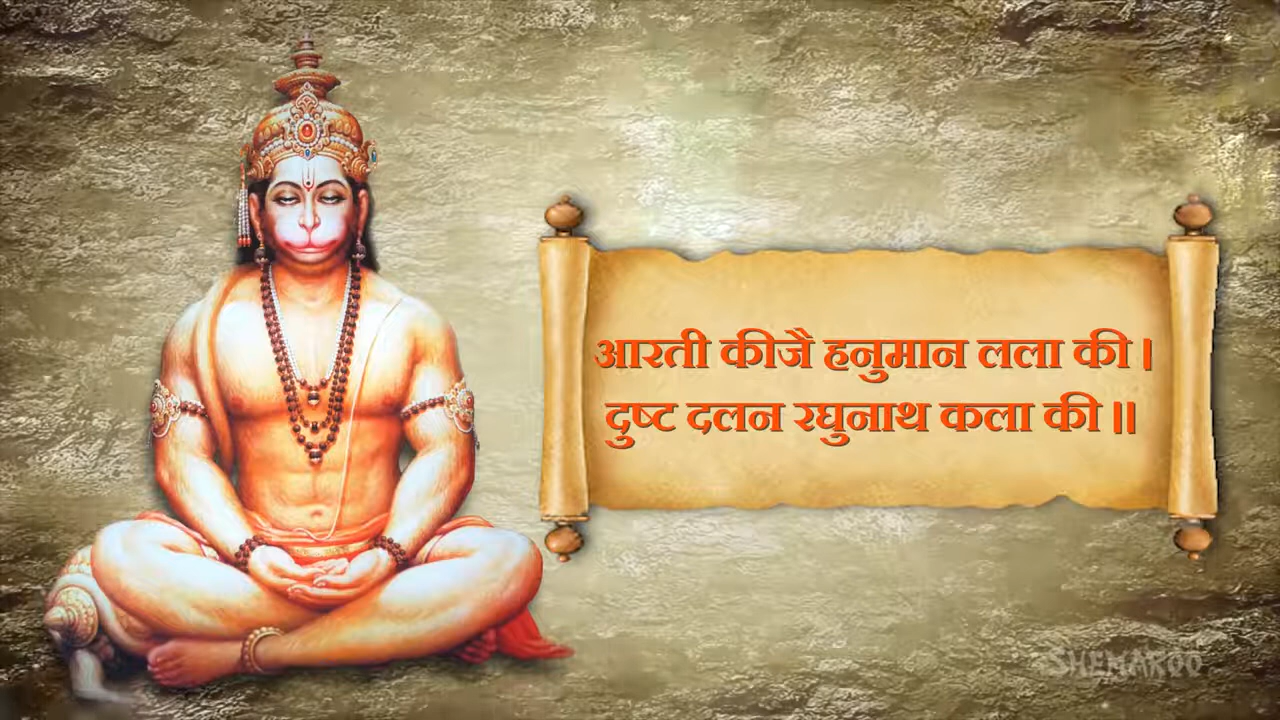 आरती कीजै हनुमान लला की।
दुष्ट दलन रघुनाथ कला की॥
SHEMAROO